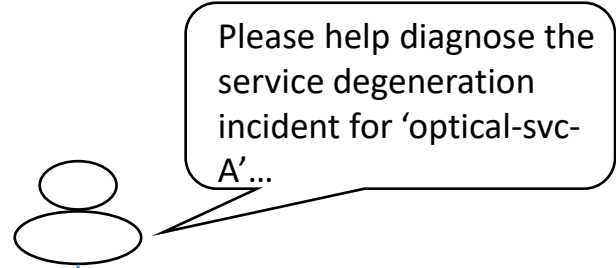 Please help diagnose the
service degeneration
incident for ‘optical-svc-
A’…